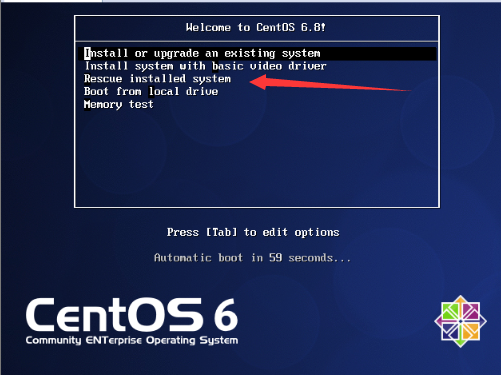 Welcome to CentOS 6.8!
Install or upgrade an existing system
Install system with basic video driver
Rescue installed system
Boot from local drive
Memory test
Press [Tab] to edit options
Automatic boot in 59 seconds...
CentOS 6
Community ENTerprise Operating System